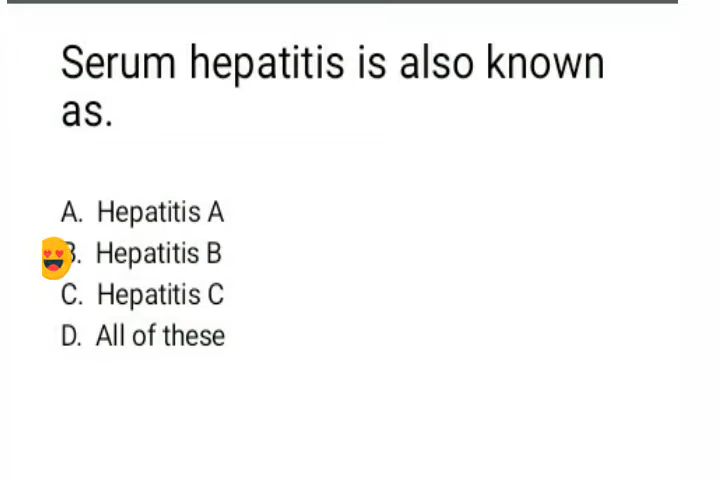 Serum hepatitis is also known
as.
A. Hepatitis A
B. Hepatitis B
C. Hepatitis C
D. All of these